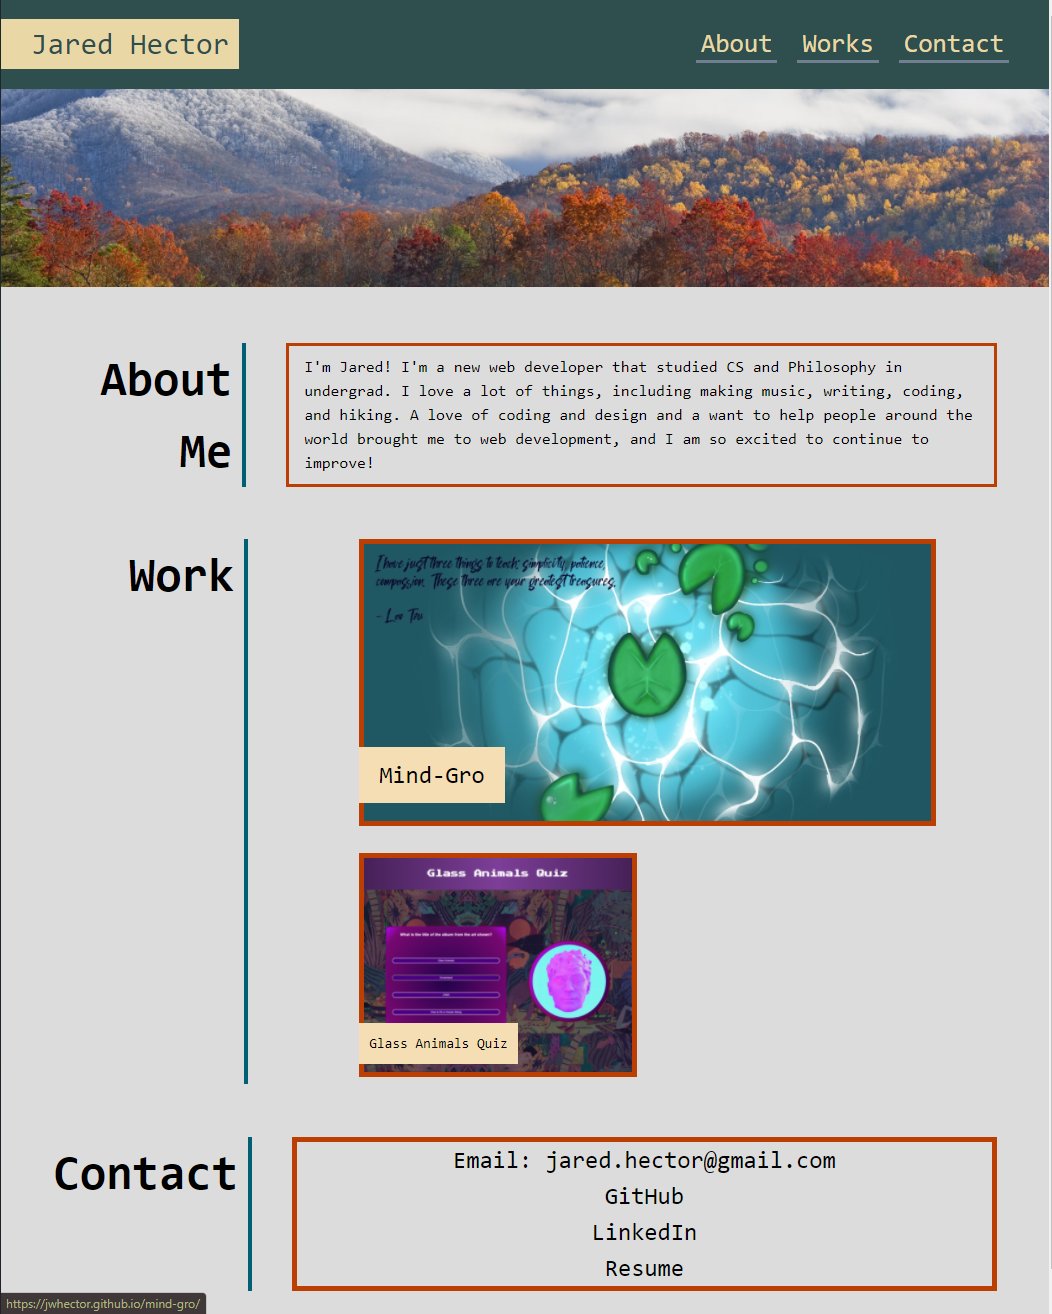 Jared Hector
About Works Contact
About
Me
I'm Jared! I'm a new web developer that studied CS and Philosophy in
undergrad. I love a lot of things, including making music, writing, coding,
and hiking. A love of coding and design and a want to help people around the
world brought me to web development, and I am so excited to continue to
improve!
Work
I have just three things to teach: simplicity, patience,
compassion. These three are your greatest treasures.
- Lao Tzu
Mind-Gro
Glass Animals Quiz
What is the title of the album from the art shown?
Glass Animals Quiz
Contact
Email: jared.hector@gmail.com
GitHub
LinkedIn
Resume
https://jwhector.github.io/mind-gro/